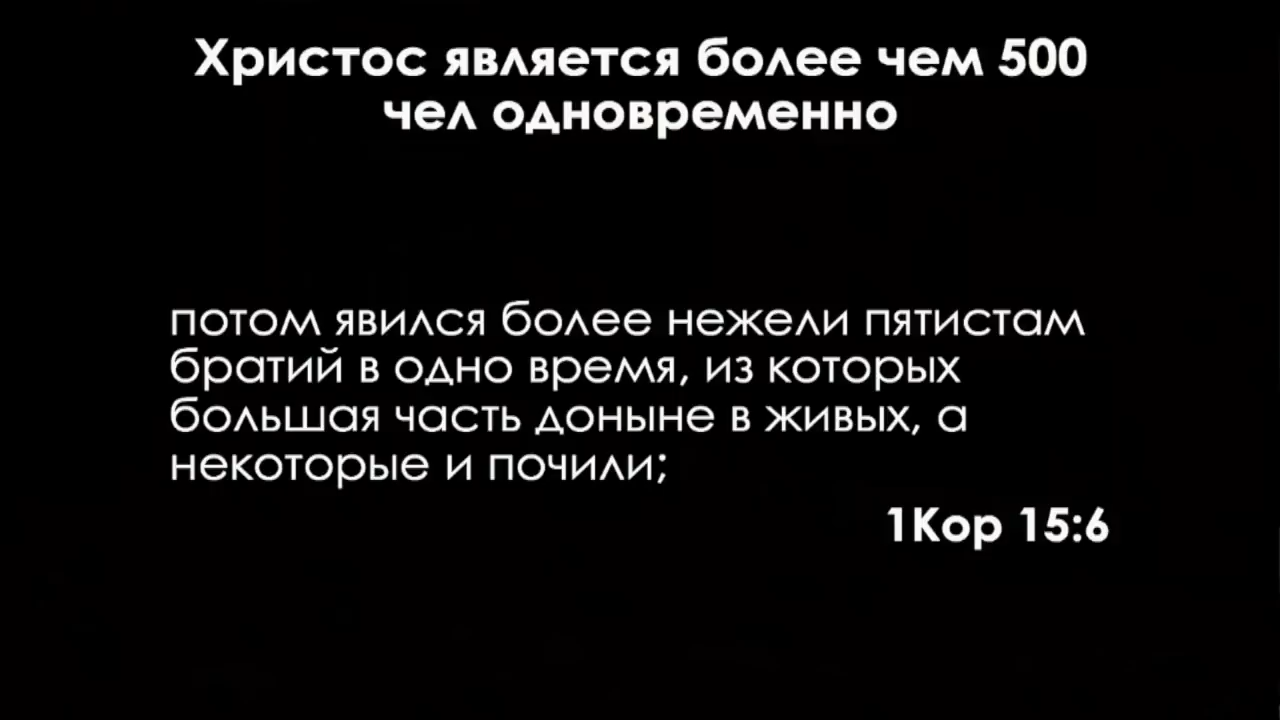 Христос является более чем 500
чел одновременно
потом явился более нежели пятистам
братий в одно время, из которых
большая часть доныне в живых, а
некоторые и почили;
1Кор 15:6